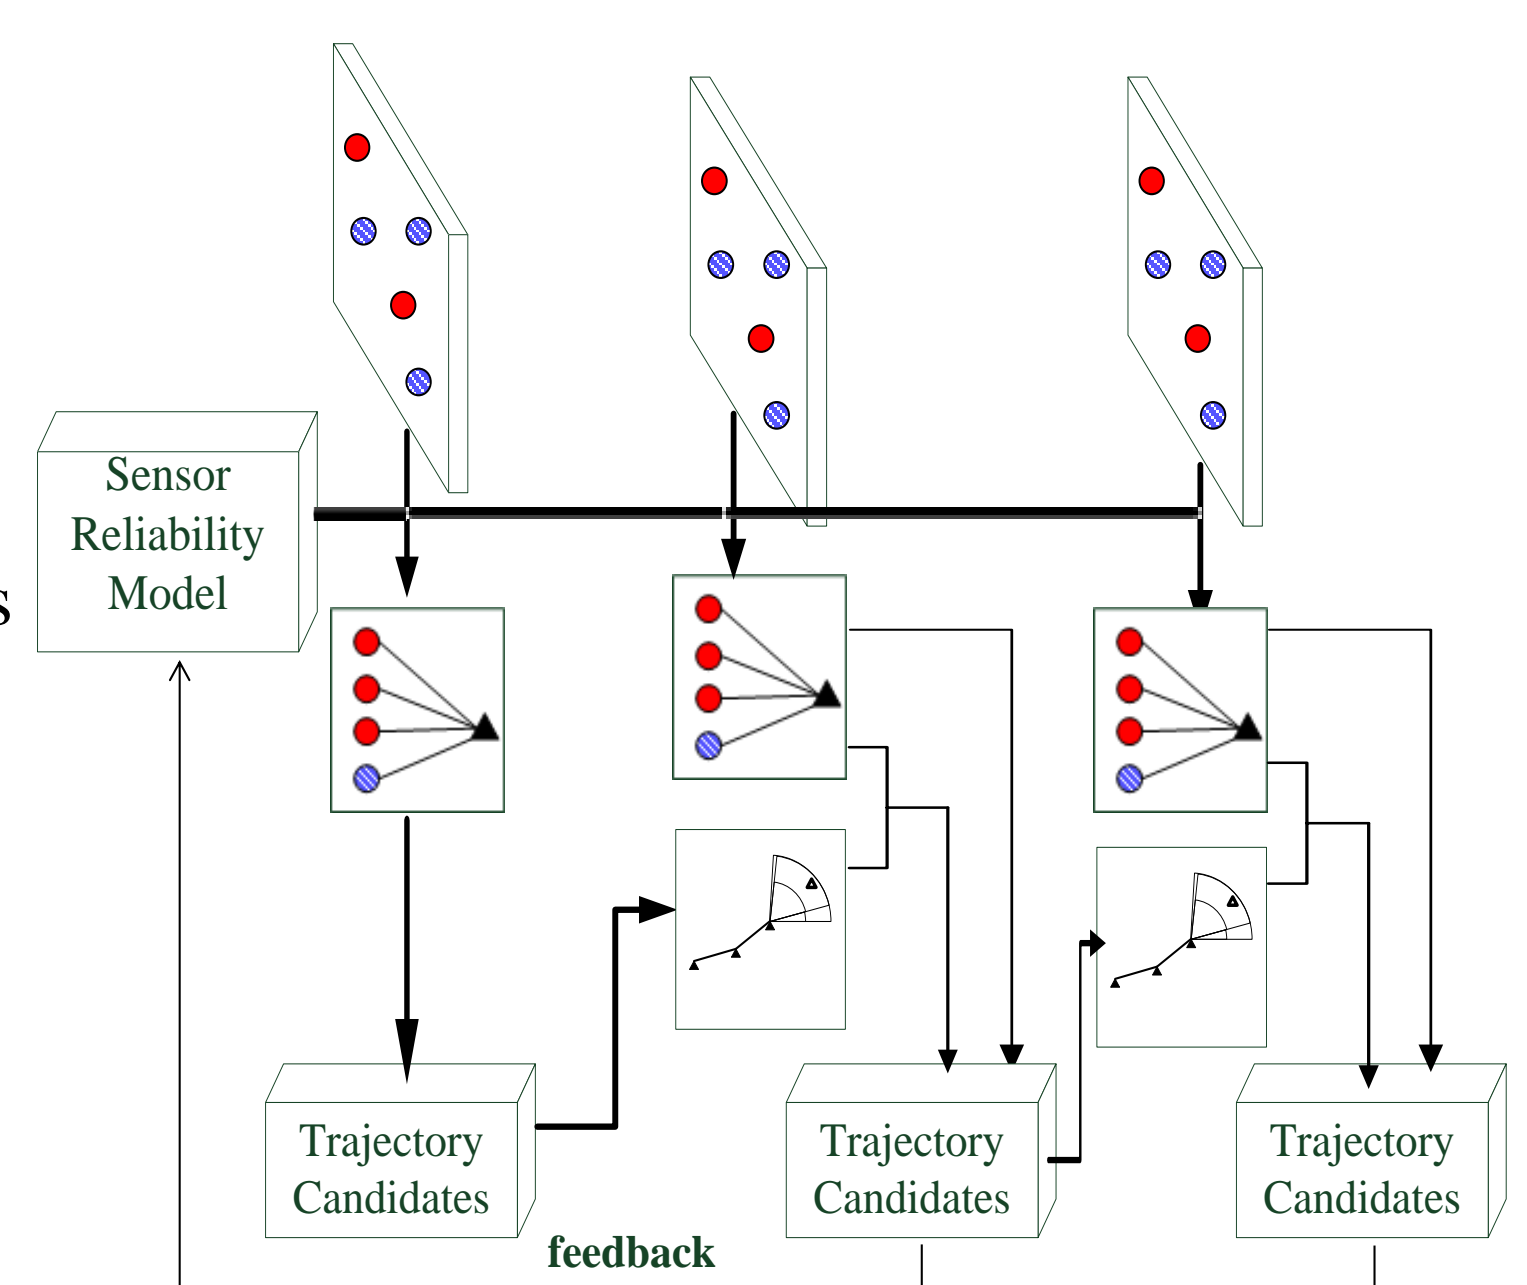 Sensor
Reliability
Model
s
Trajectory
Candidates
Trajectory
Candidates
Trajectory
Candidates
feedback